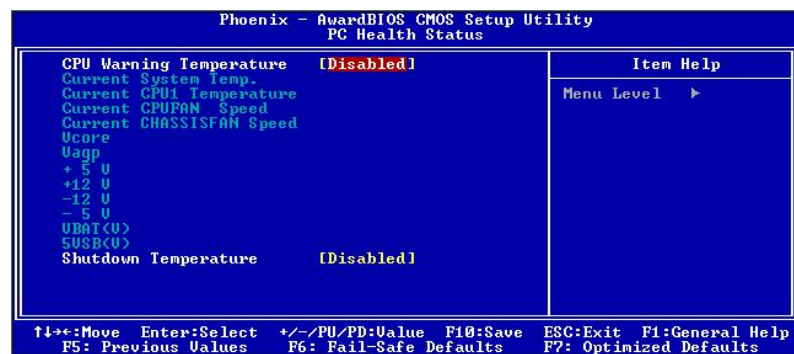 Phoenix - AwardBIOS CMOS Setup Utility
PC Health Status
CPU Warning Temperature [Disabled]
Current System Temp.
Current CPU1 Temperature
Current CPUFAN Speed
Current CHASSISFAN Speed
Vcore
Vagp
+ 5 V
+12 V
-12 V
- 5 V
VBAT(V)
5VSB(V)
Shutdown Temperature [Disabled]
Item Help
Menu Level ▶
↑↓→←:Move Enter:Select +/-/PU/PD:Value F10:Save ESC:Exit F1:General Help
F5: Previous Values F6: Fail-Safe Defaults F7: Optimized Defaults